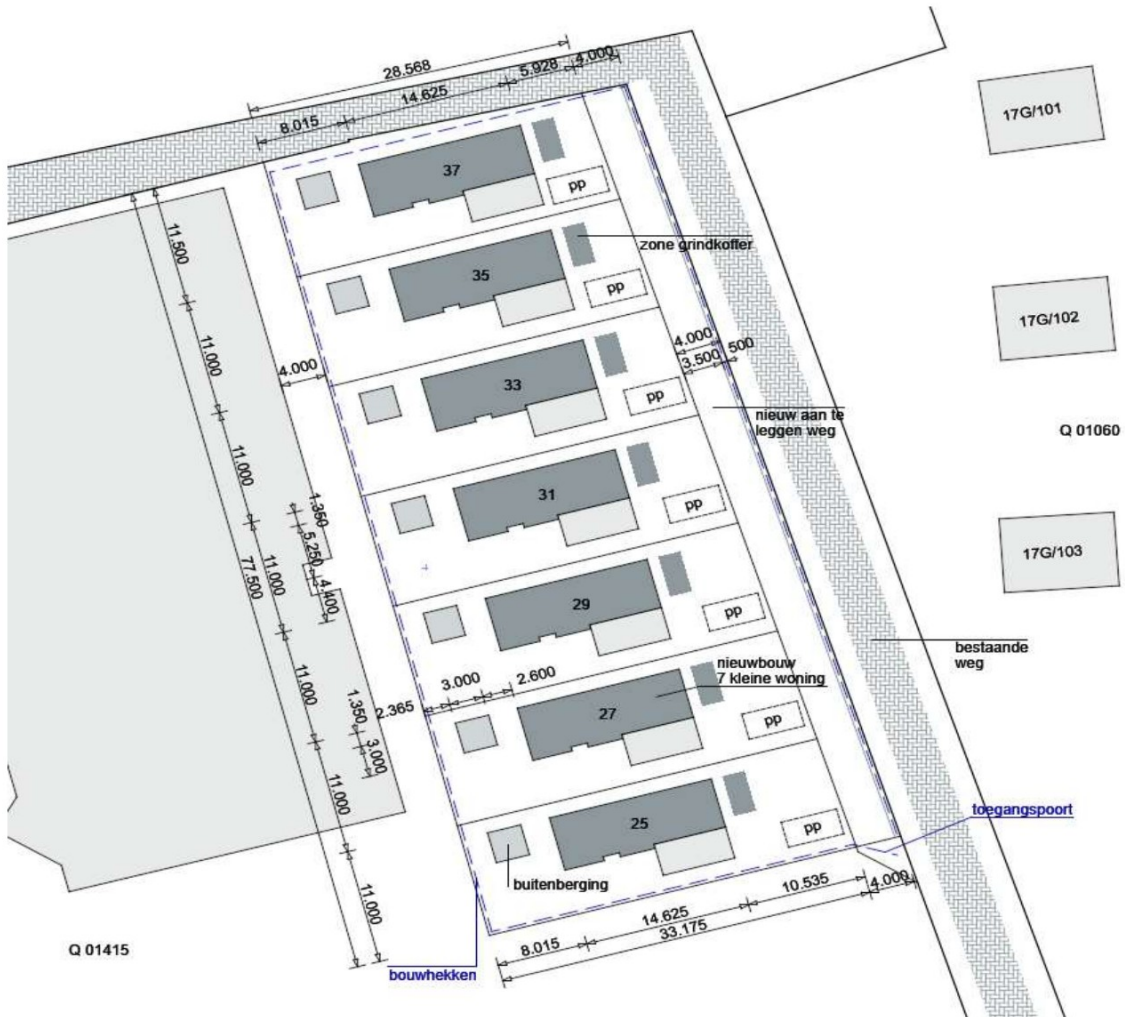 28.568
5.928
4.000
14.625
8.015
17G/101
37
pp
11.500
zone grindkoffer
35
pp
17G/102
11.000
4.000
4.000
500
3.500
33
pp
nieuw aan te
leggen weg
Q 01060
11.000
31
pp
1.350
5.250
4.400
77.500
11.000
17G/103
29
pp
bestaande
weg
nieuwbouw
7 kleine woning
3.000
2.600
2.365
11.000
1.350
3.000
27
pp
11.000
toegangspoort
25
pp
buitenberging
11.000
10.535
4.000
14.625
33.175
8.015
Q 01415
bouwhekken